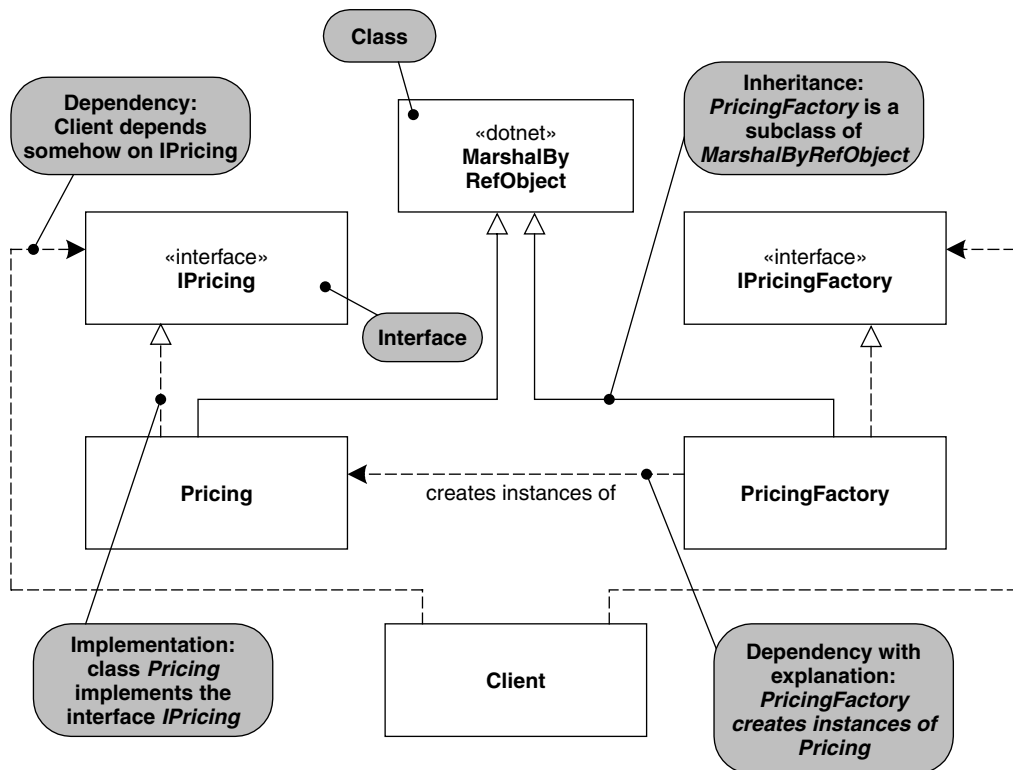 Class
Dependency:
Client depends
somehow on IPricing
«dotnet»
MarshalBy
RefObject
Inheritance:
PricingFactory is a
subclass of
MarshalByRefObject
«interface»
IPricing
Interface
«interface»
IPricingFactory
Pricing
creates instances of
PricingFactory
Implementation:
class Pricing
implements the
interface IPricing
Client
Dependency with
explanation:
PricingFactory
creates instances of
Pricing